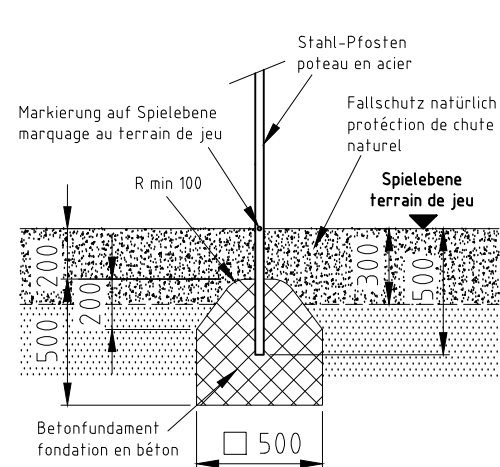 Stahl-Pfosten
poteau en acier
Markierung auf Spielebene
marquage au terrain de jeu
Fallschutz natürlich
protéction de chute
naturel
R min 100
Spielebene
terrain de jeu
200
200
300
500
500
Betonfundament
fondation en béton
□ 500